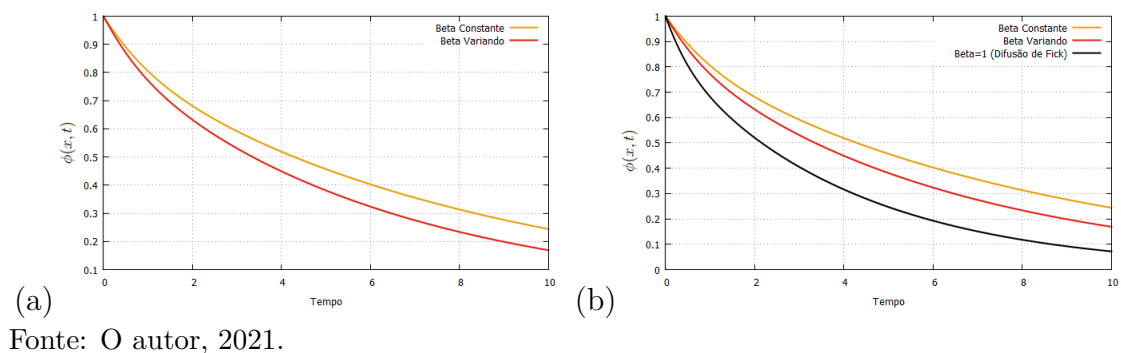 Beta Constante
Beta Variando
1
0.9
0.8
0.7
0.6
0.5
0.4
0.3
0.2
0.1
ϕ(x, t)
0 2 4 6 8 10
Tempo
(a)
Beta Constante
Beta Variando
Beta=1 (Difusão de Fick)
1
0.9
0.8
0.7
0.6
0.5
0.4
0.3
0.2
0.1
0
ϕ(x, t)
0 2 4 6 8 10
Tempo
(b)
Fonte: O autor, 2021.